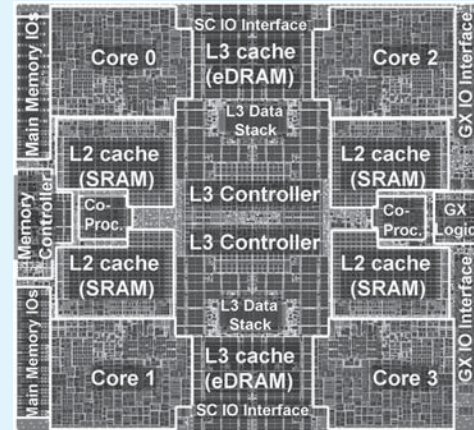 Main Memory IOs
Core 0
SC IO Interface
L3 cache
(eDRAM)
Core 2
GX IO Interface
L3 Data
Stack
L2 cache
(SRAM)
L2 cache
(SRAM)
L3 Controller
Memory
Controller
Co-
Proc.
Co-
Proc.
GX
Logic
L3 Controller
L2 cache
(SRAM)
L2 cache
(SRAM)
L3 Data
Stack
Main Memory IOs
Core 1
L3 cache
(eDRAM)
SC IO Interface
Core 3
GX IO Interface